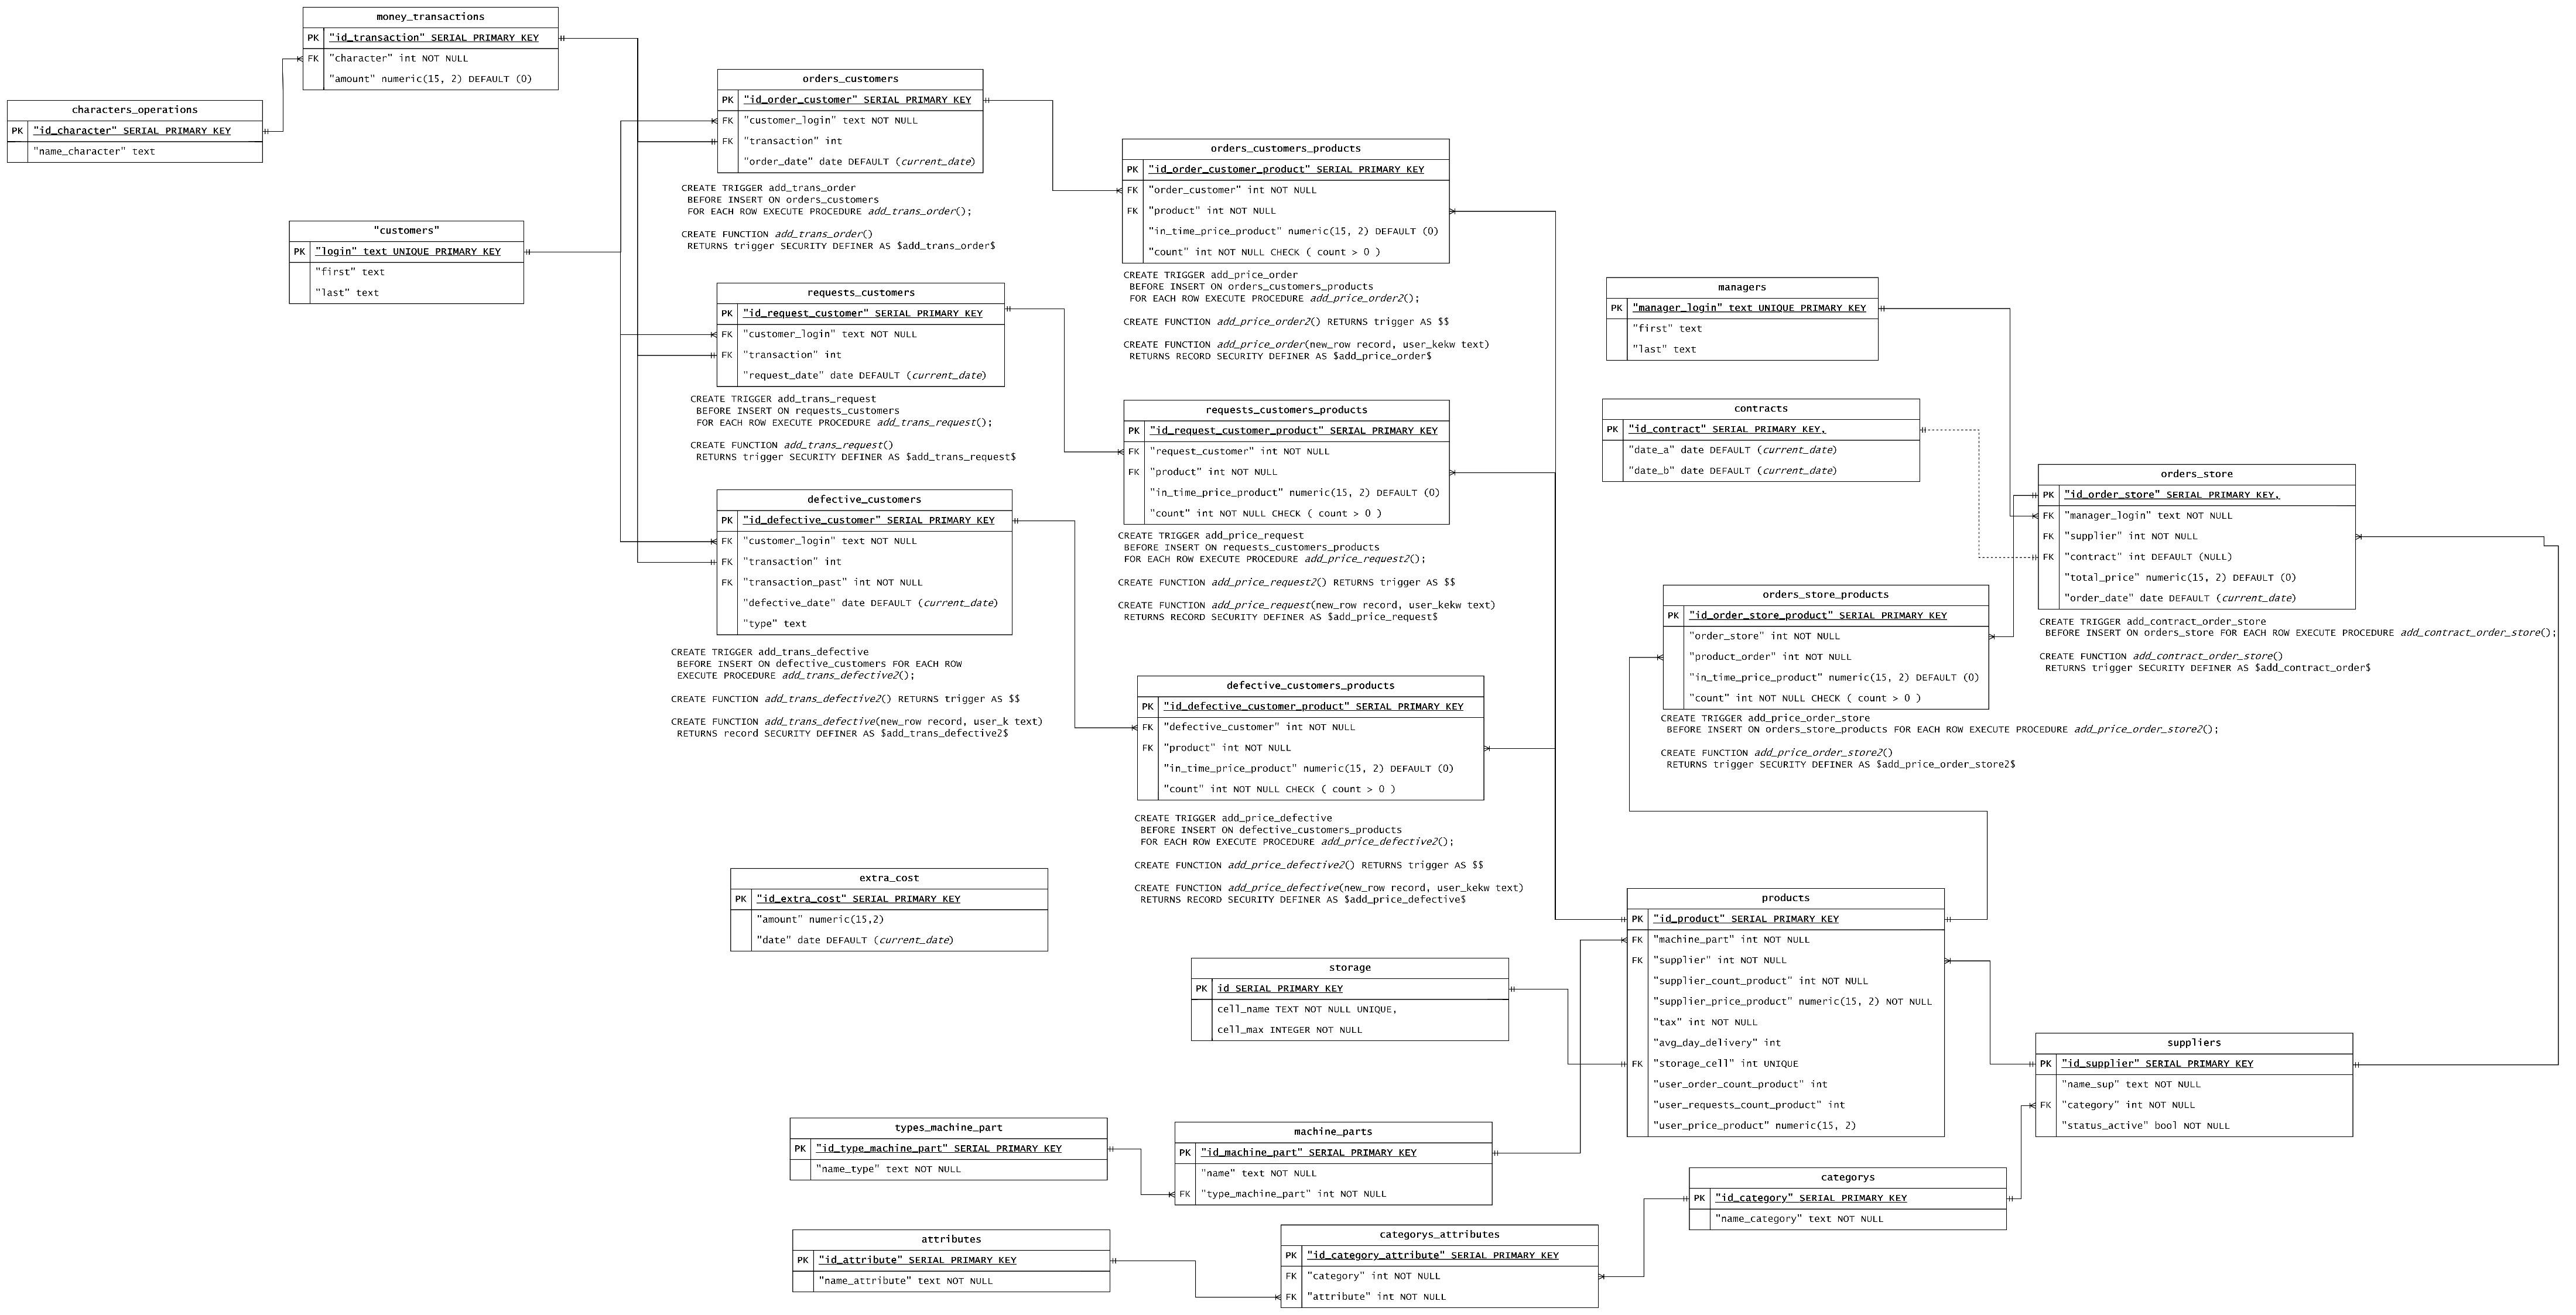 money_transactions
PK "id_transaction" SERIAL PRIMARY KEY
FK "character" int NOT NULL
"amount" numeric(15, 2) DEFAULT (0)
characters_operations
PK "id_character" SERIAL PRIMARY KEY
"name_character" text
"customers"
PK "login" text UNIQUE PRIMARY KEY
"first" text
"last" text
orders_customers
PK "id_order_customer" SERIAL PRIMARY KEY
FK "customer_login" text NOT NULL
FK "transaction" int
"order_date" date DEFAULT (current_date)
CREATE TRIGGER add_trans_order
BEFORE INSERT ON orders_customers
FOR EACH ROW EXECUTE PROCEDURE add_trans_order();
CREATE FUNCTION add_trans_order()
RETURNS trigger SECURITY DEFINER AS $add_trans_order$
requests_customers
PK "id_request_customer" SERIAL PRIMARY KEY
FK "customer_login" text NOT NULL
FK "transaction" int
"request_date" date DEFAULT (current_date)
CREATE TRIGGER add_trans_request
BEFORE INSERT ON requests_customers
FOR EACH ROW EXECUTE PROCEDURE add_trans_request();
CREATE FUNCTION add_trans_request()
RETURNS trigger SECURITY DEFINER AS $add_trans_request$
defective_customers
PK "id_defective_customer" SERIAL PRIMARY KEY
FK "customer_login" text NOT NULL
FK "transaction" int
FK "transaction_past" int NOT NULL
"defective_date" date DEFAULT (current_date)
"type" text
CREATE TRIGGER add_trans_defective
BEFORE INSERT ON defective_customers FOR EACH ROW
EXECUTE PROCEDURE add_trans_defective2();
CREATE FUNCTION add_trans_defective2() RETURNS trigger AS $$
CREATE FUNCTION add_trans_defective(new_row record, user_k text)
RETURNS record SECURITY DEFINER AS $add_trans_defective2$
extra_cost
PK "id_extra_cost" SERIAL PRIMARY KEY
"amount" numeric(15,2)
"date" date DEFAULT (current_date)
orders_customers_products
PK "id_order_customer_product" SERIAL PRIMARY KEY
FK "order_customer" int NOT NULL
FK "product" int NOT NULL
"in_time_price_product" numeric(15, 2) DEFAULT (0)
"count" int NOT NULL CHECK ( count > 0 )
CREATE TRIGGER add_price_order
BEFORE INSERT ON orders_customers_products
FOR EACH ROW EXECUTE PROCEDURE add_price_order2();
CREATE FUNCTION add_price_order2() RETURNS trigger AS $$
CREATE FUNCTION add_price_order(new_row record, user_kekw text)
RETURNS RECORD SECURITY DEFINER AS $add_price_order$
requests_customers_products
PK "id_request_customer_product" SERIAL PRIMARY KEY
FK "request_customer" int NOT NULL
FK "product" int NOT NULL
"in_time_price_product" numeric(15, 2) DEFAULT (0)
"count" int NOT NULL CHECK ( count > 0 )
CREATE TRIGGER add_price_request
BEFORE INSERT ON requests_customers_products
FOR EACH ROW EXECUTE PROCEDURE add_price_request2();
CREATE FUNCTION add_price_request2() RETURNS trigger AS $$
CREATE FUNCTION add_price_request(new_row record, user_kekw text)
RETURNS RECORD SECURITY DEFINER AS $add_price_request$
defective_customers_products
PK "id_defective_customer_product" SERIAL PRIMARY KEY
FK "defective_customer" int NOT NULL
FK "product" int NOT NULL
"in_time_price_product" numeric(15, 2) DEFAULT (0)
"count" int NOT NULL CHECK ( count > 0 )
CREATE TRIGGER add_price_defective
BEFORE INSERT ON defective_customers_products
FOR EACH ROW EXECUTE PROCEDURE add_price_defective2();
CREATE FUNCTION add_price_defective2() RETURNS trigger AS $$
CREATE FUNCTION add_price_defective(new_row record, user_kekw text)
RETURNS RECORD SECURITY DEFINER AS $add_price_defective$
managers
PK "manager_login" text UNIQUE PRIMARY KEY
"first" text
"last" text
contracts
PK "id_contract" SERIAL PRIMARY KEY,
"date_a" date DEFAULT (current_date)
"date_b" date DEFAULT (current_date)
orders_store
PK "id_order_store" SERIAL PRIMARY KEY,
FK "manager_login" text NOT NULL
FK "supplier" int NOT NULL
FK "contract" int DEFAULT (NULL)
"total_price" numeric(15, 2) DEFAULT (0)
"order_date" date DEFAULT (current_date)
CREATE TRIGGER add_contract_order_store
BEFORE INSERT ON orders_store FOR EACH ROW EXECUTE PROCEDURE add_contract_order_store();
CREATE FUNCTION add_contract_order_store()
RETURNS trigger SECURITY DEFINER AS $add_contract_order$
orders_store_products
PK "id_order_store_product" SERIAL PRIMARY KEY
"order_store" int NOT NULL
"product_order" int NOT NULL
"in_time_price_product" numeric(15, 2) DEFAULT (0)
"count" int NOT NULL CHECK ( count > 0 )
CREATE TRIGGER add_price_order_store
BEFORE INSERT ON orders_store_products FOR EACH ROW EXECUTE PROCEDURE add_price_order_store2();
CREATE FUNCTION add_price_order_store2()
RETURNS trigger SECURITY DEFINER AS $add_price_order_store2$
products
PK "id_product" SERIAL PRIMARY KEY
FK "machine_part" int NOT NULL
FK "supplier" int NOT NULL
"supplier_count_product" int NOT NULL
"supplier_price_product" numeric(15, 2) NOT NULL
"tax" int NOT NULL
"avg_day_delivery" int
FK "storage_cell" int UNIQUE
"user_order_count_product" int
"user_requests_count_product" int
"user_price_product" numeric(15, 2)
storage
PK id SERIAL PRIMARY KEY
cell_name TEXT NOT NULL UNIQUE,
cell_max INTEGER NOT NULL
suppliers
PK "id_supplier" SERIAL PRIMARY KEY
"name_sup" text NOT NULL
FK "category" int NOT NULL
"status_active" bool NOT NULL
types_machine_part
PK "id_type_machine_part" SERIAL PRIMARY KEY
"name_type" text NOT NULL
machine_parts
PK "id_machine_part" SERIAL PRIMARY KEY
"name" text NOT NULL
FK "type_machine_part" int NOT NULL
categorys
PK "id_category" SERIAL PRIMARY KEY
"name_category" text NOT NULL
attributes
PK "id_attribute" SERIAL PRIMARY KEY
"name_attribute" text NOT NULL
categorys_attributes
PK "id_category_attribute" SERIAL PRIMARY KEY
FK "category" int NOT NULL
FK "attribute" int NOT NULL